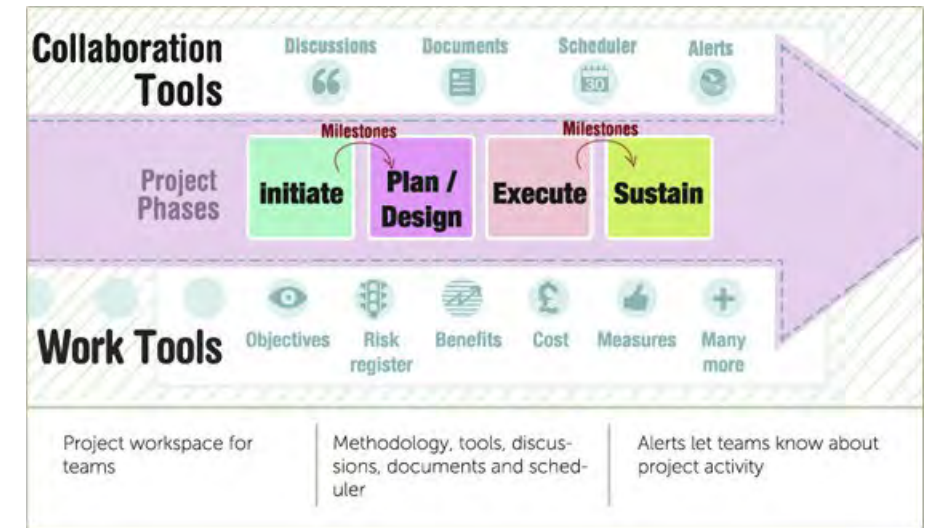 Collaboration
Tools
Discussions
Documents
Scheduler
Alerts
30
Milestones
Milestones
Project
Phases
initiate
Plan /
Design
Execute
Sustain
£
Work Tools
Objectives
Risk
register
Benefits
Cost
Measures
Many
more
Project workspace for
teams
Methodology, tools, discus-
sions, documents and sched-
uler
Alerts let teams know about
project activity